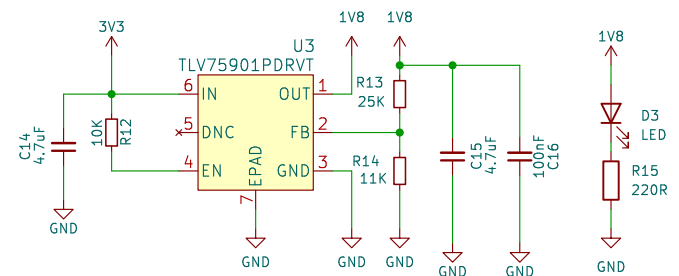 3V3
U3
TLV75901PDRVT
1V8
1V8
1V8
6
IN
OUT
1
5
DNC
FB
2
4
EN
GND
3
EPAD
7
C14
4.7uF
10K
R12
R13
25K
R14
11K
C15
4.7uF
100nF
C16
D3
LED
R15
220R
GND
GND
GND
GND
GND
GND
GND